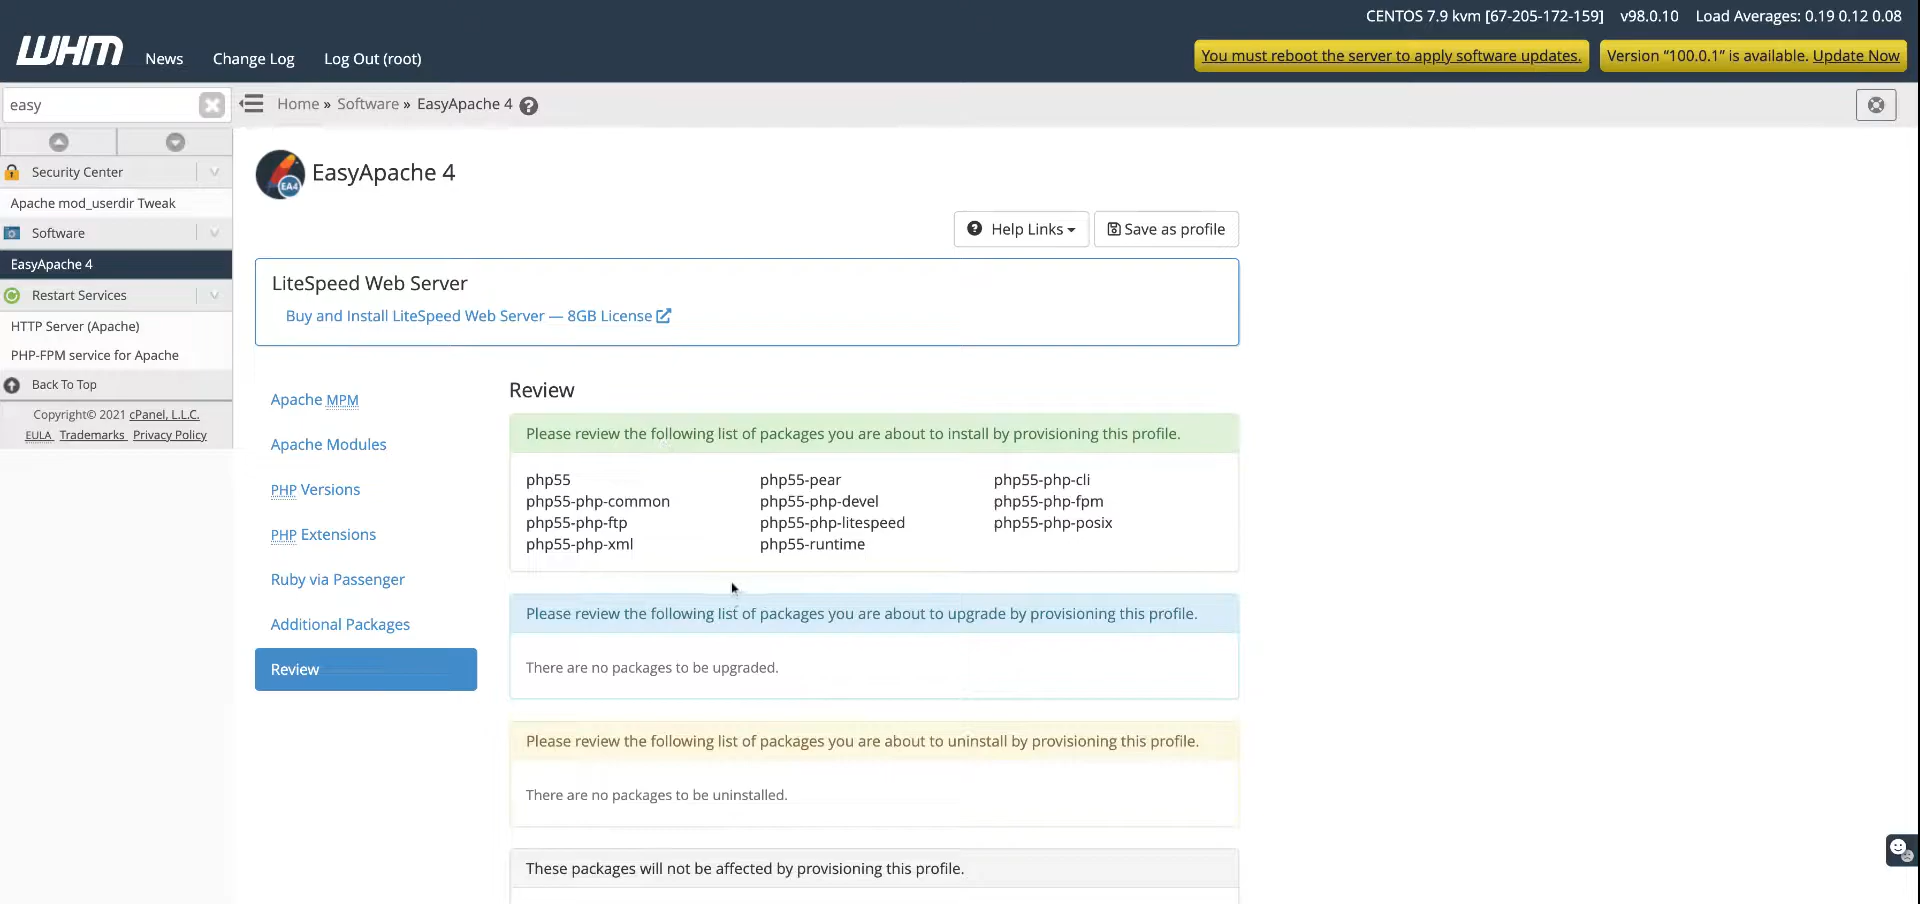 CENTOS 7.9 kvm [67-205-172-159] v98.0.10 Load Averages: 0.19 0.12 0.08
WHM
News
Change Log
Log Out (root)
You must reboot the server to apply software updates.
Version “100.0.1” is available. Update Now
easy
Home » Software » EasyApache 4
Security Center
Apache mod_userdir Tweak
Software
EasyApache 4
Restart Services
HTTP Server (Apache)
PHP-FPM service for Apache
Back To Top
Copyright© 2021 cPanel, L.L.C.
EULA Trademarks Privacy Policy
EA4
EasyApache 4
Help Links
Save as profile
LiteSpeed Web Server
Buy and Install LiteSpeed Web Server — 8GB License
Apache MPM
Apache Modules
PHP Versions
PHP Extensions
Ruby via Passenger
Additional Packages
Review
Review
Please review the following list of packages you are about to install by provisioning this profile.
php55 php55-pear php55-php-cli
php55-php-common php55-php-devel php55-php-fpm
php55-php-ftp php55-php-litespeed php55-php-posix
php55-php-xml php55-runtime
Please review the following list of packages you are about to upgrade by provisioning this profile.
There are no packages to be upgraded.
Please review the following list of packages you are about to uninstall by provisioning this profile.
There are no packages to be uninstalled.
These packages will not be affected by provisioning this profile.